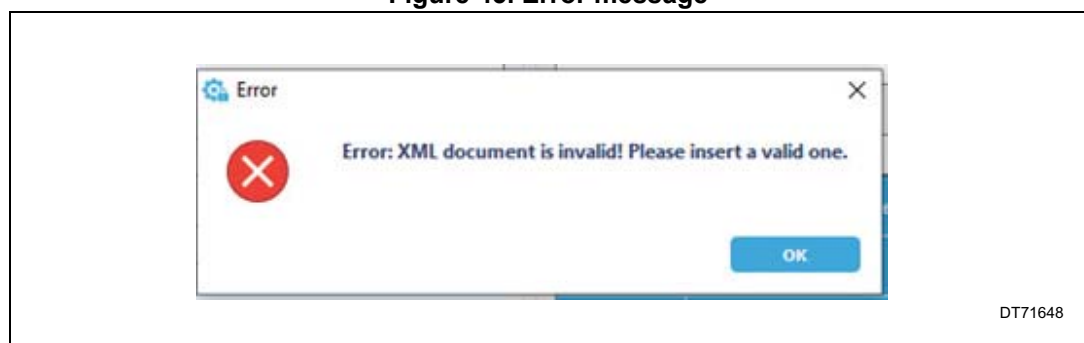 Error
Error: XML document is invalid! Please insert a valid one.
OK
DT71648